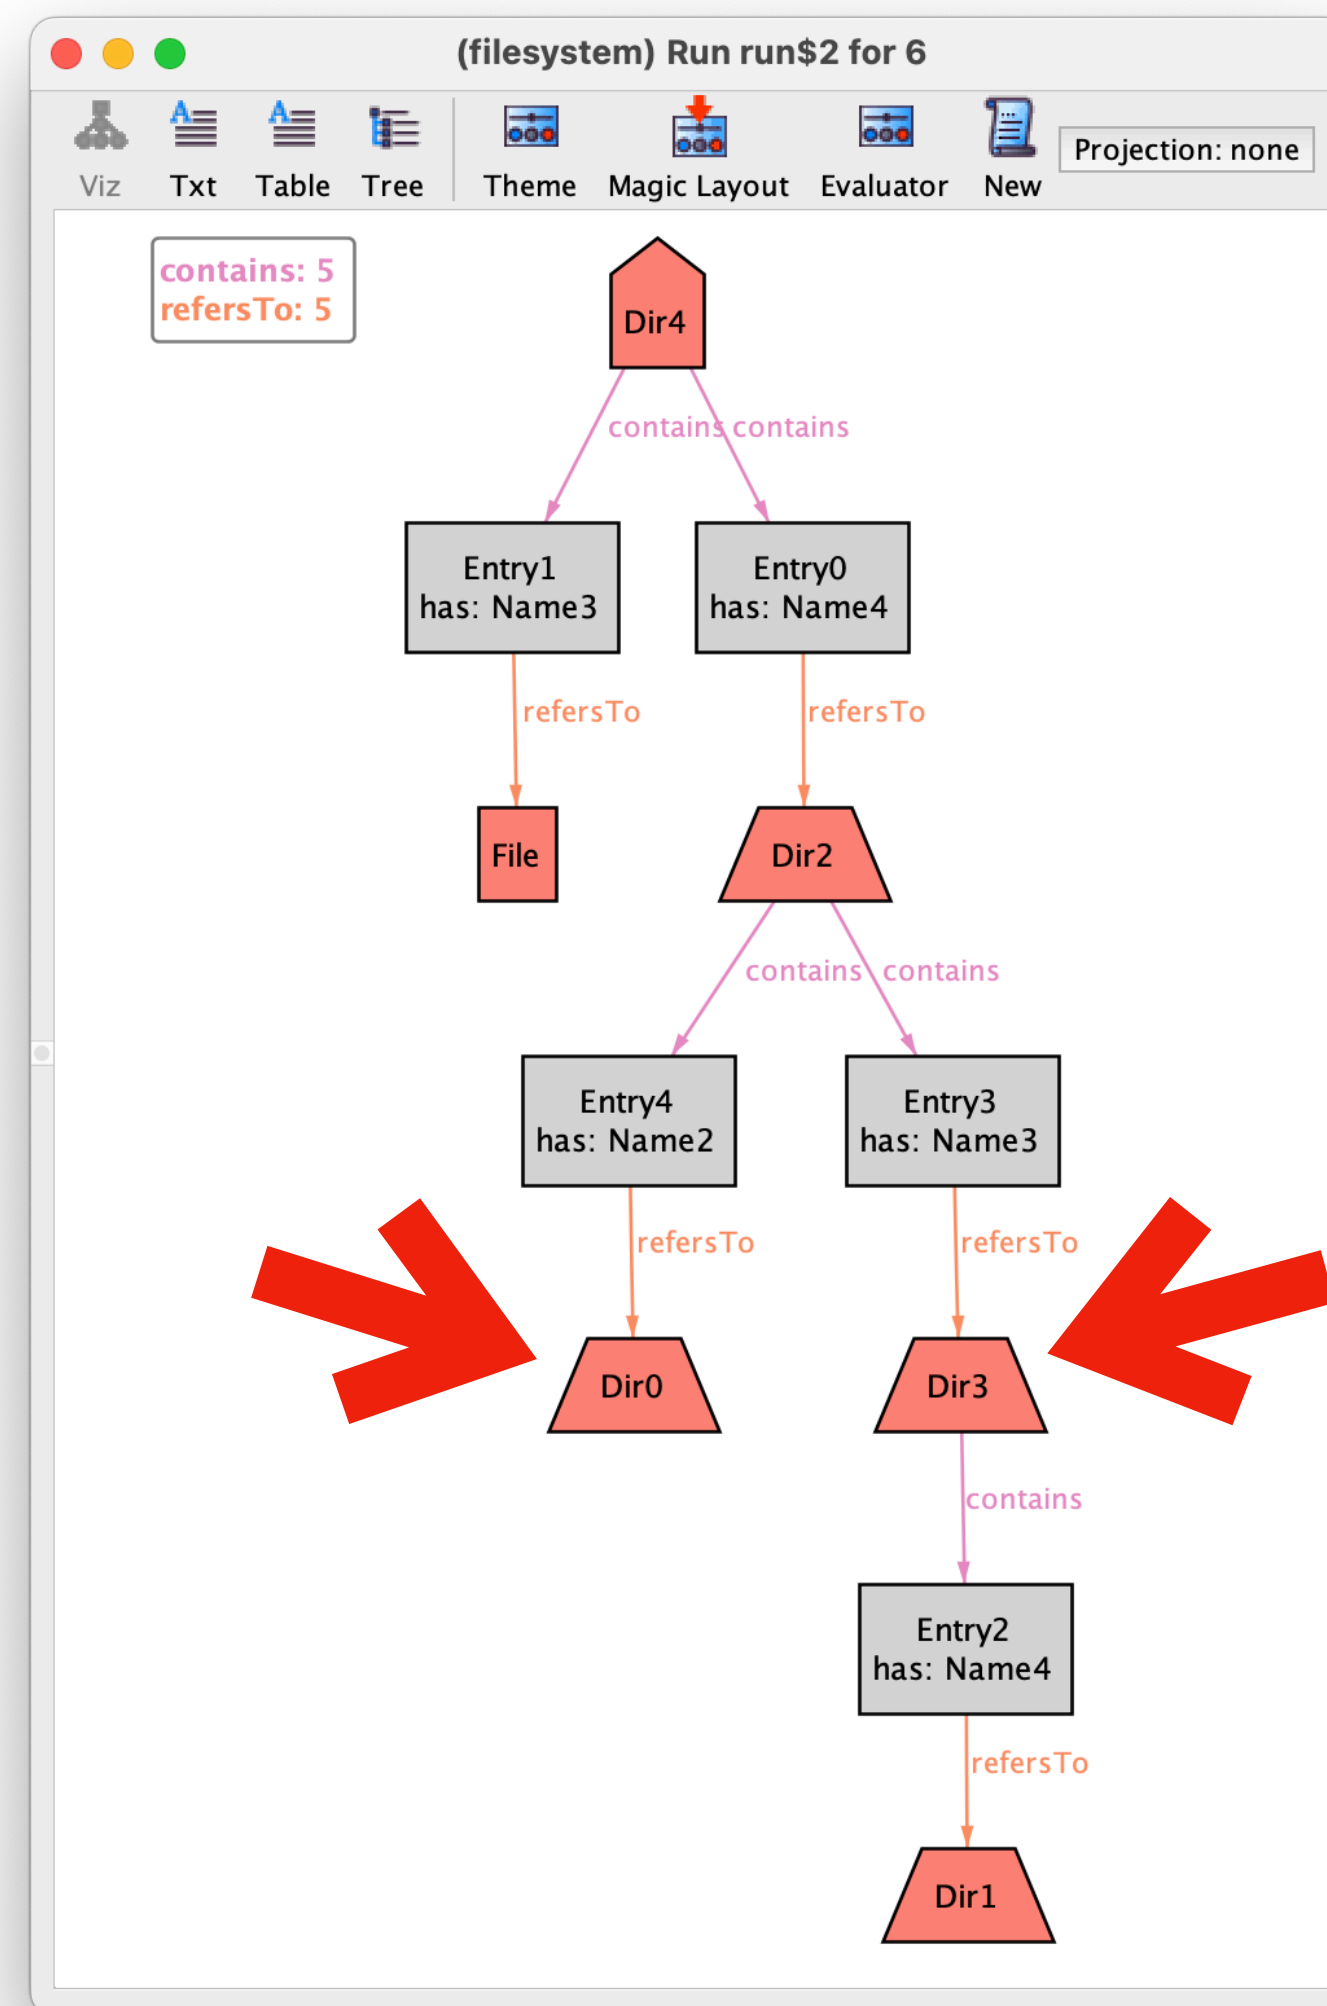 (filesystem) Run run$2 for 6
Viz Txt Table Tree Theme Magic Layout Evaluator New Projection: none
contains: 5
refersTo: 5
Dir4
contains contains
Entry1
has: Name3
Entry0
has: Name4
refersTo refersTo
File Dir2
contains contains
Entry4
has: Name2
Entry3
has: Name3
refersTo refersTo
Dir0 Dir3
contains
Entry2
has: Name4
refersTo
Dir1